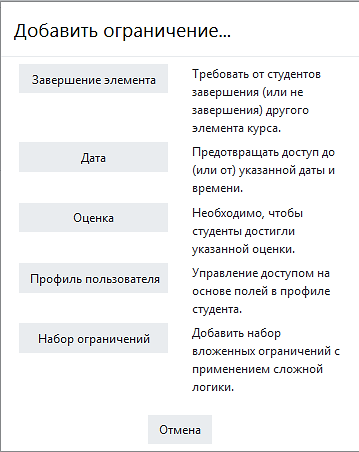 Добавить ограничение...
Завершение элемента
Требовать от студентов
завершения (или не
завершения) другого
элемента курса.
Дата
Предотвращать доступ до
(или от) указанной даты и
времени.
Оценка
Необходимо, чтобы
студенты достигли
указанной оценки.
Профиль пользователя
Управление доступом на
основе полей в профиле
студента.
Набор ограничений
Добавить набор
вложенных ограничений с
применением сложной
логики.
Отмена